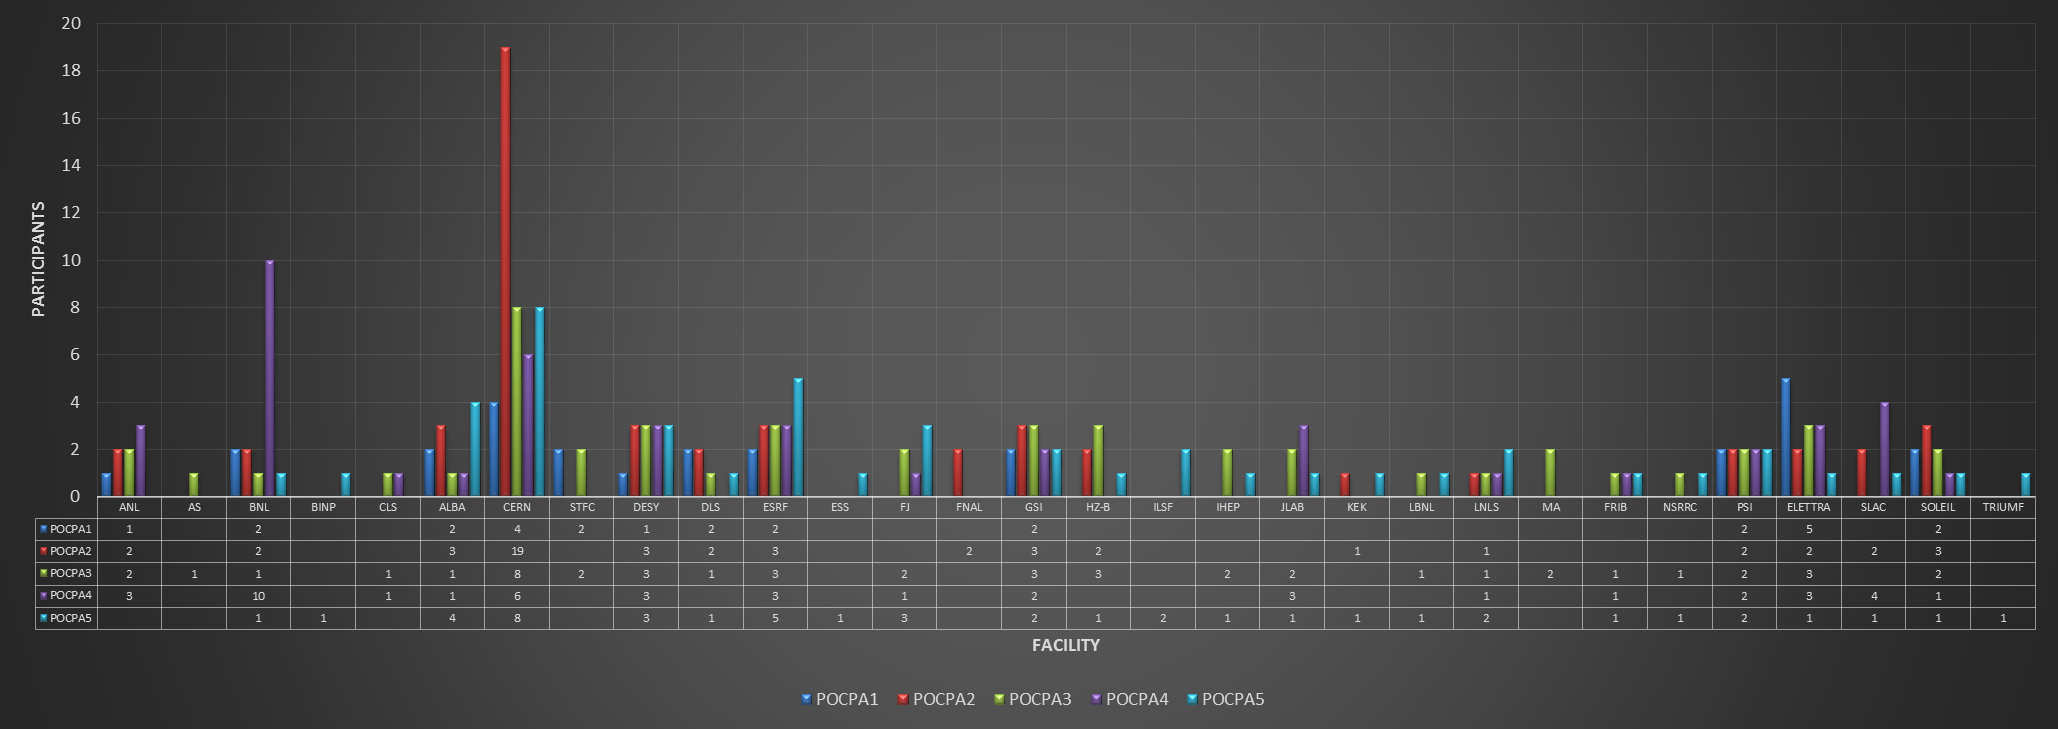 20
18
16
14
12
10
8
6
4
2
0
PARTICIPANTS
ANL AS BNL BINP CLS ALBA CERN STFC DESY DLS ESRF ESS FJ FNAL GSI HZ-B ILSF IHEP JLAB KEK LBNL LNLS MA FRIB NSRRC PSI ELETTRA SLAC SOLEIL TRIUMF
POCPA1 1 2 2 4 2 1 2 2 2 2 5 2
POCPA2 2 2 3 19 3 2 3 2 3 2 1 1 2 2 2 3
POCPA3 2 1 1 1 1 8 2 3 1 3 2 3 3 2 2 1 1 2 1 1 2 3 2
POCPA4 3 10 1 1 6 3 3 1 2 3 1 1 2 3 4 1
POCPA5 1 1 4 8 3 1 5 1 3 2 1 2 1 1 1 1 2 1 1 2 1 1 1 1
FACILITY
POCPA1 POCPA2 POCPA3 POCPA4 POCPA5